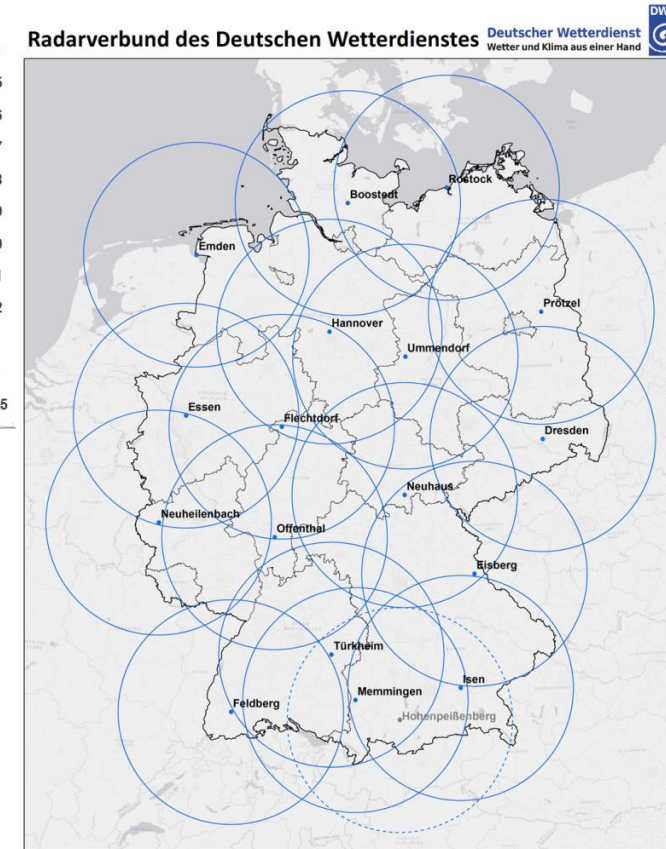 Radarverbund des Deutschen Wetterdienstes
Deutscher Wetterdienst
Wetter und Klima aus einer Hand
5
Rostock
Boostedt
Emden
Prötzel
Hannover
Ummendorf
Essen
Flechtdorf
Dresden
Neuhaus
Neuheilenbach
Offenthal
Eisberg
Türkheim
Isen
Memmingen
Feldberg
Hohenpeißenberg